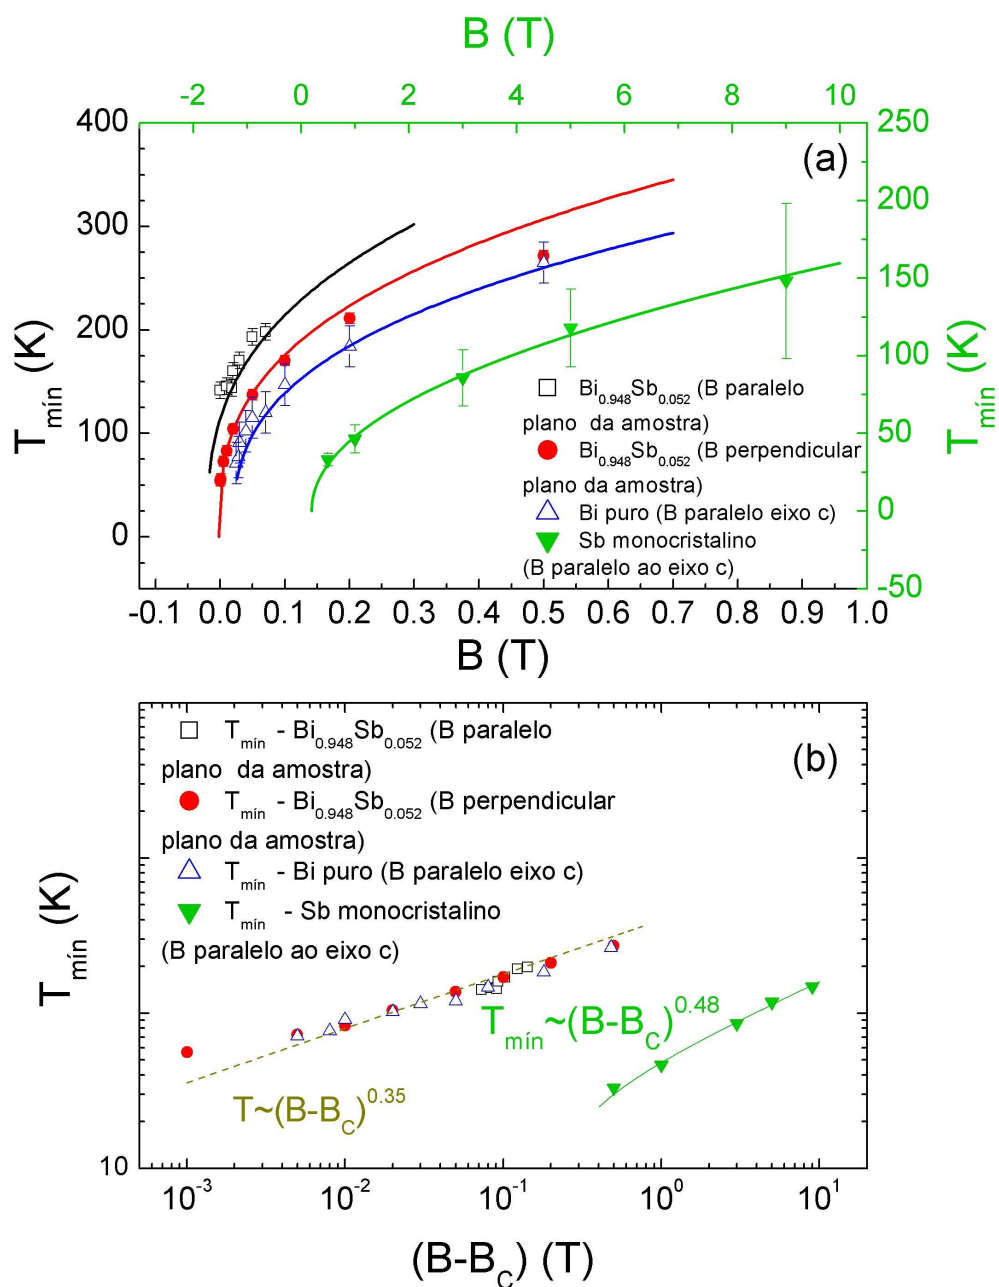 B (T)
-2 0 2 4 6 8 10
400 250
(a)
300 200
150
200 100
100 50
0 0
-50
T_mín (K)
T_mín (K)
Bi0.948Sb0.052 (B paralelo
plano da amostra)
Bi0.948Sb0.052 (B perpendicular
plano da amostra)
Bi puro (B paralelo eixo c)
Sb monocristalino
(B paralelo ao eixo c)
-0.1 0.0 0.1 0.2 0.3 0.4 0.5 0.6 0.7 0.8 0.9 1.0
B (T)
(b)
T_mín - Bi0.948Sb0.052 (B paralelo
plano da amostra)
T_mín - Bi0.948Sb0.052 (B perpendicular
plano da amostra)
T_mín - Bi puro (B paralelo eixo c)
T_mín - Sb monocristalino
(B paralelo ao eixo c)
T_mín (K)
T_mín~(B-B_C)^0.48
T~(B-B_C)^0.35
10
10^-3 10^-2 10^-1 10^0 10^1
(B-B_C) (T)